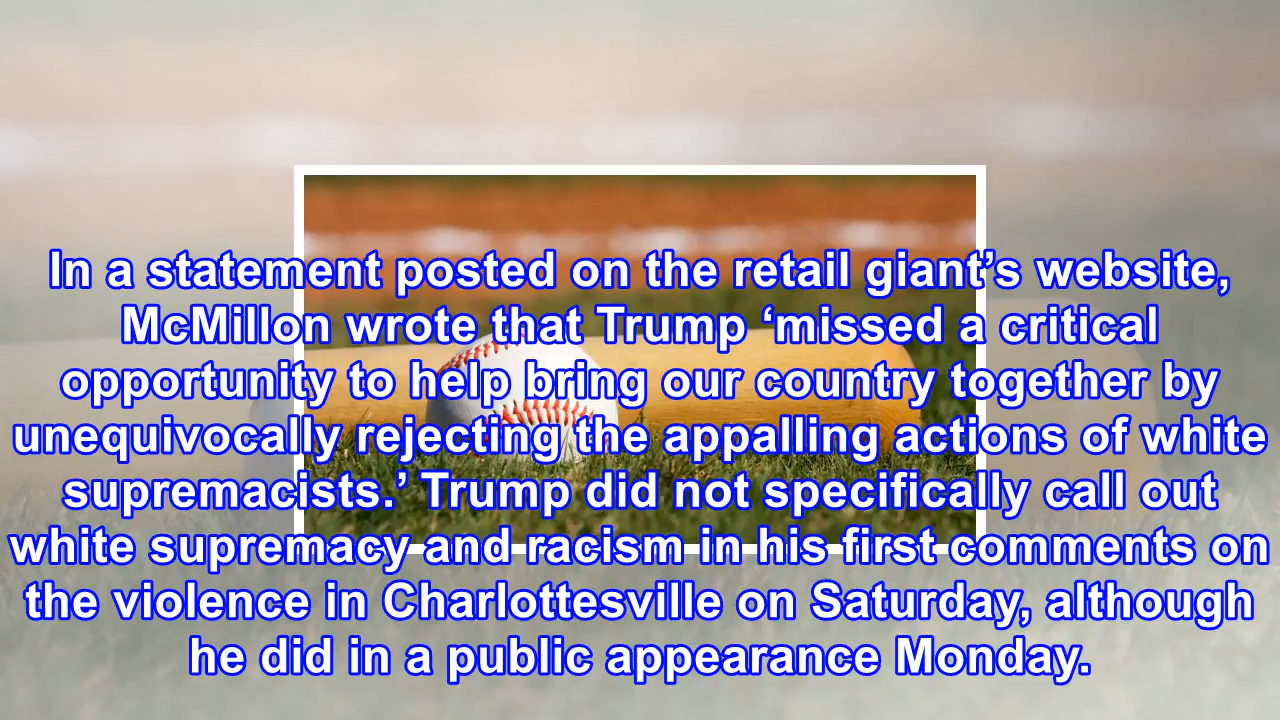 In a statement posted on the retail giant’s website,
McMillon wrote that Trump ‘missed a critical
opportunity to help bring our country together by
unequivocally rejecting the appalling actions of white
supremacists.’ Trump did not specifically call out
white supremacy and racism in his first comments on
the violence in Charlottesville on Saturday, although
he did in a public appearance Monday.